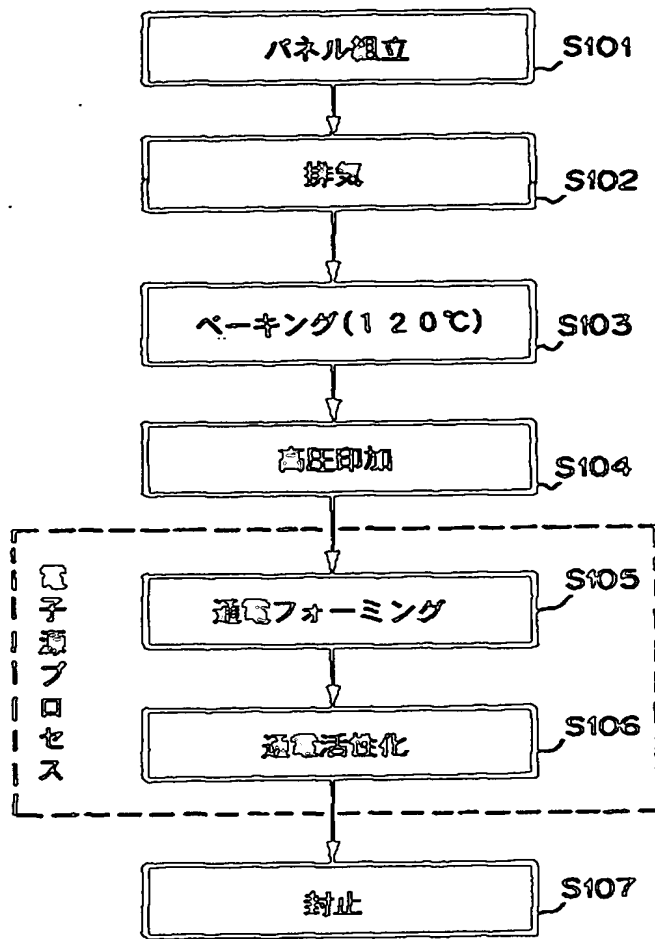 パネル組立
S101
排気
S102
ベーキング(120℃)
S103
高圧印加
S104
電子源プロセス
通電フォーミング
S105
通電活性化
S106
封止
S107